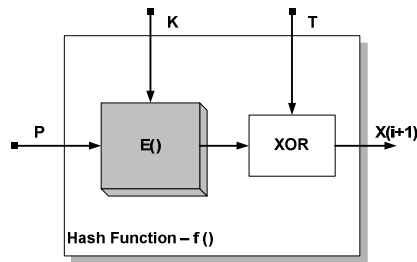 K
T
P
E()
XOR
X(i+1)
Hash Function – f ()